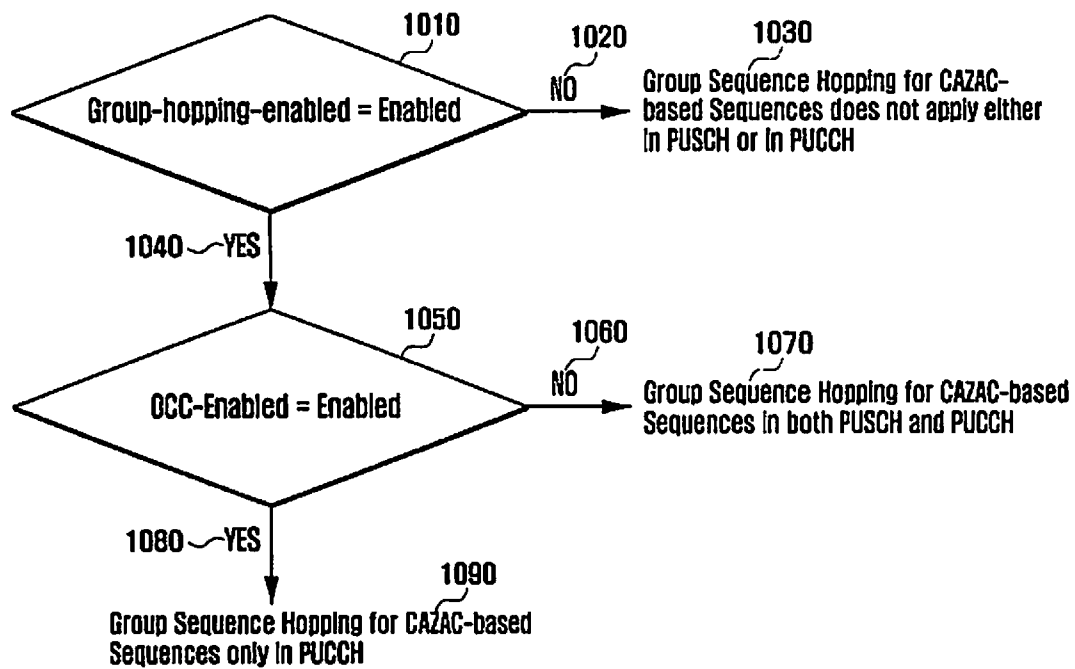 1010
Group-hopping-enabled = Enabled
1020
NO
1030
Group Sequence Hopping for CAZAC-
based Sequences does not apply either
in PUSCH or in PUCCH
1040
YES
1050
OCC-Enabled = Enabled
1060
NO
1070
Group Sequence Hopping for CAZAC-based
Sequences in both PUSCH and PUCCH
1080
YES
1090
Group Sequence Hopping for CAZAC-based
Sequences only in PUCCH